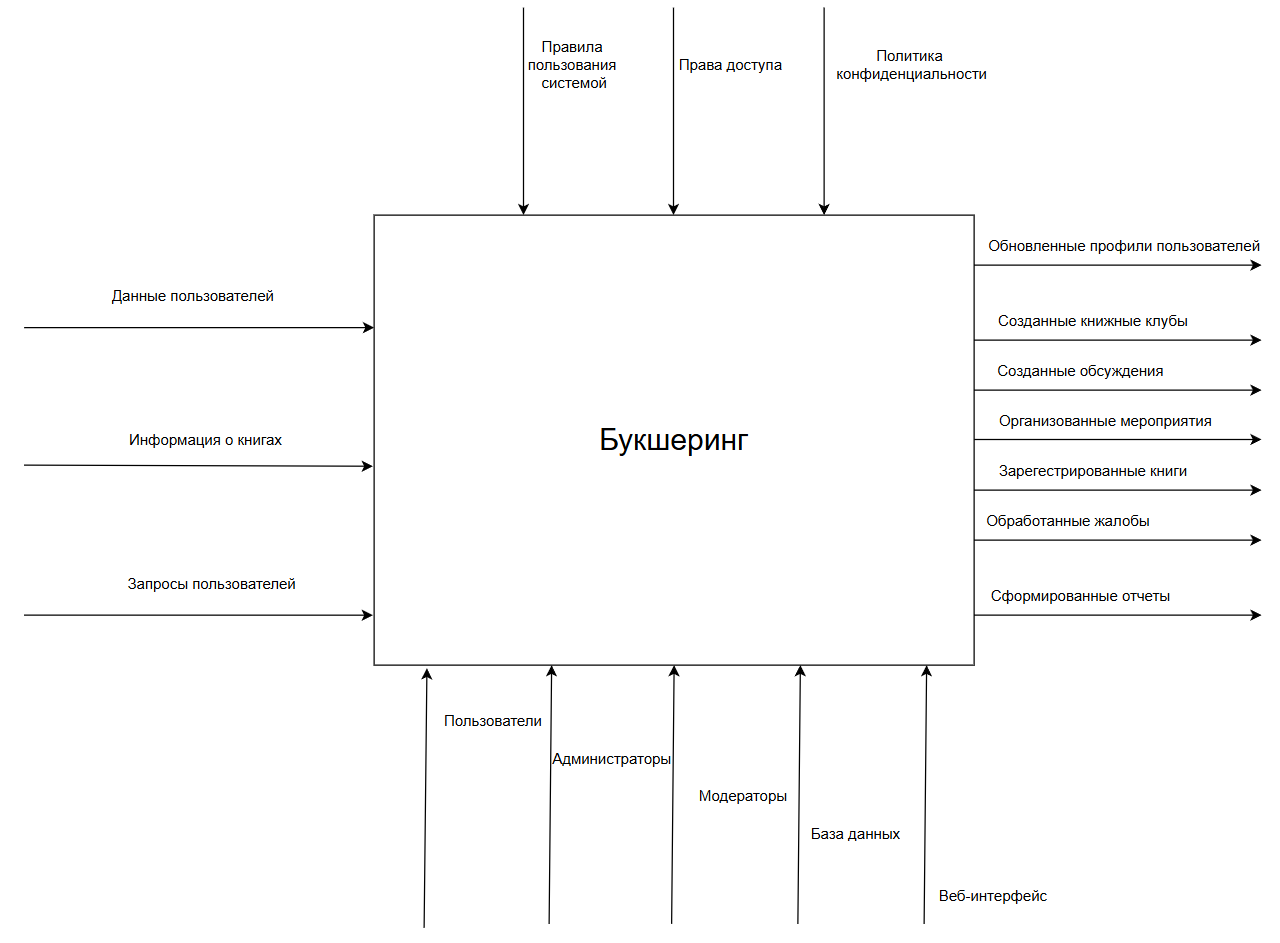 Правила
пользования
системой
Права доступа
Политика
конфиденциальности
Обновленные профили пользователей
Данные пользователей
Созданные книжные клубы
Созданные обсуждения
Организованные мероприятия
Информация о книгах
Букшеринг
Зарегестрированные книги
Обработанные жалобы
Запросы пользователей
Сформированные отчеты
Пользователи
Администраторы
Модераторы
База данных
Веб-интерфейс